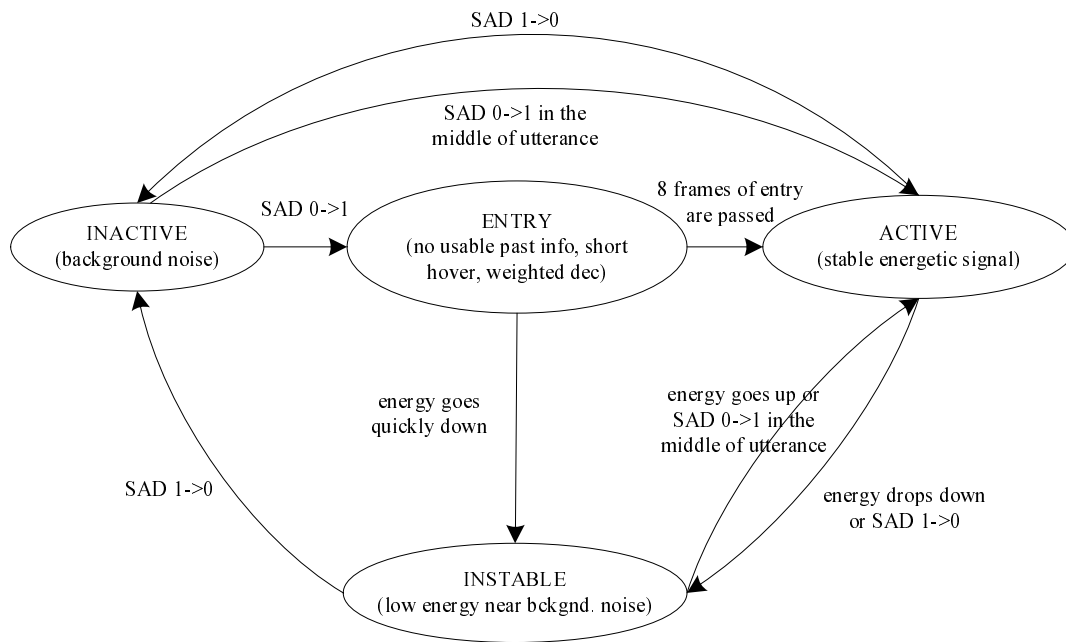 SAD 1->0
SAD 0->1 in the
middle of utterance
8 frames of entry
are passed
SAD 0->1
INACTIVE
(background noise)
ENTRY
(no usable past info, short
hover, weighted dec)
ACTIVE
(stable energetic signal)
energy goes
quickly down
energy goes up or
SAD 0->1 in the
middle of utterance
SAD 1->0
energy drops down
or SAD 1->0
INSTABLE
(low energy near bckgnd. noise)